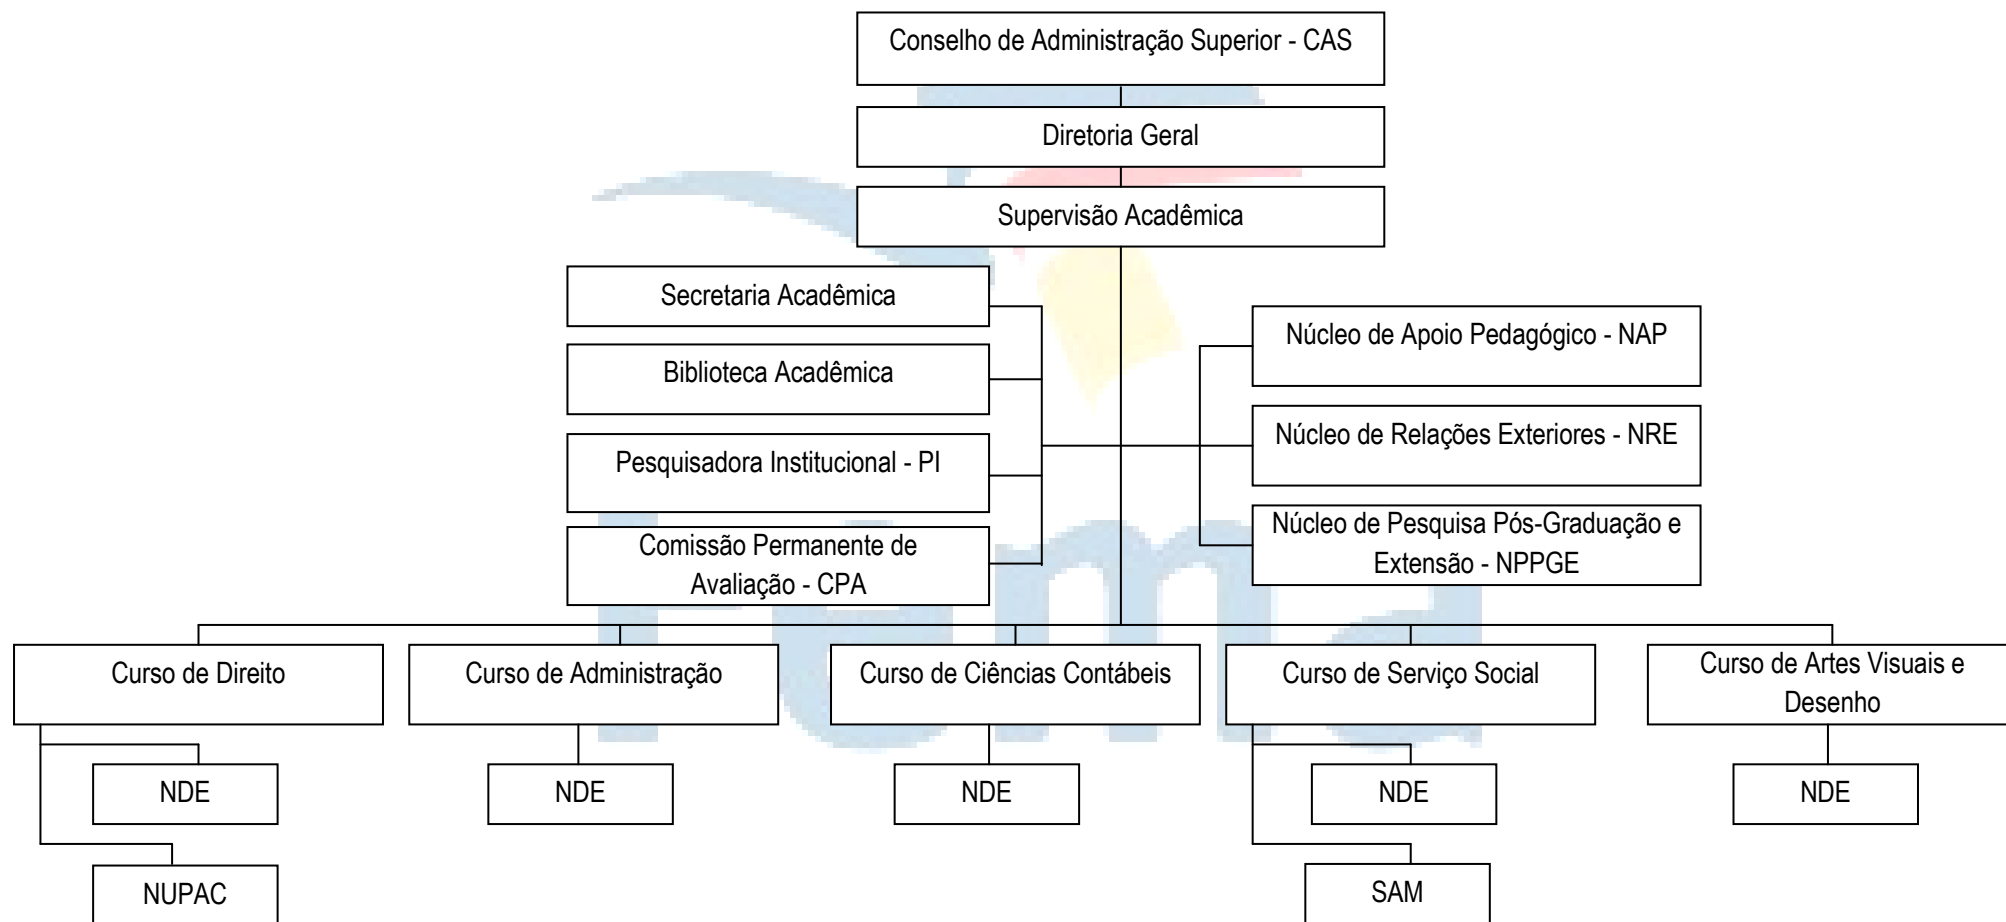 Conselho de Administração Superior - CAS
Diretoria Geral
Supervisão Acadêmica
Secretaria Acadêmica
Biblioteca Acadêmica
Pesquisadora Institucional - PI
Comissão Permanente de
Avaliação - CPA
Núcleo de Apoio Pedagógico - NAP
Núcleo de Relações Exteriores - NRE
Núcleo de Pesquisa Pós-Graduação e
Extensão - NPPGE
fema
Curso de Direito
Curso de Administração
Curso de Ciências Contábeis
Curso de Serviço Social
Curso de Artes Visuais e
Desenho
NDE
NDE
NDE
NDE
NDE
NUPAC
SAM